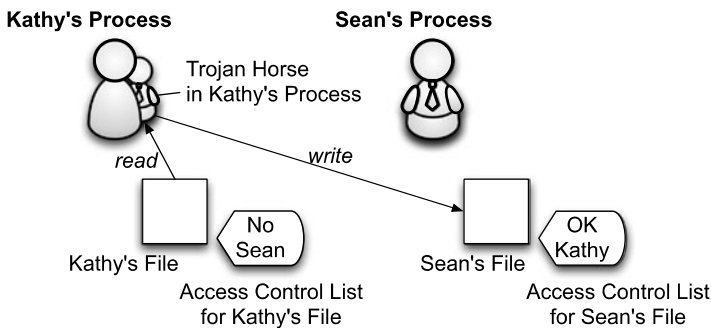 Kathy's Process
Sean's Process
Trojan Horse
in Kathy's Process
read
write
No
Sean
OK
Kathy
Kathy's File
Sean's File
Access Control List
for Kathy's File
Access Control List
for Sean's File